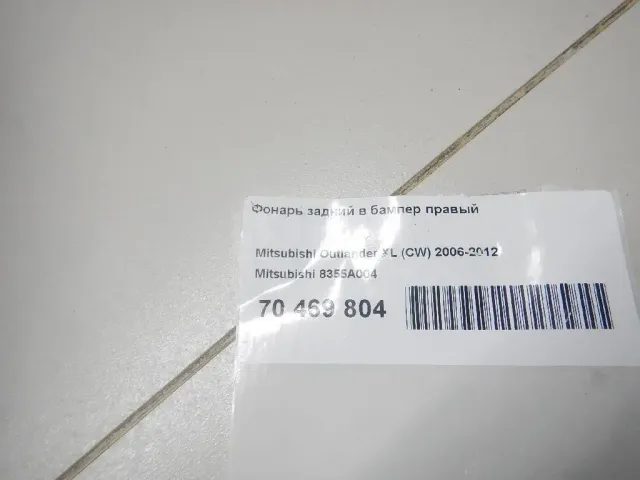 Фонарь задний в бампер правый
Mitsubishi Outlander XL (CW) 2006-2012
Mitsubishi 8355A004
70 469 804